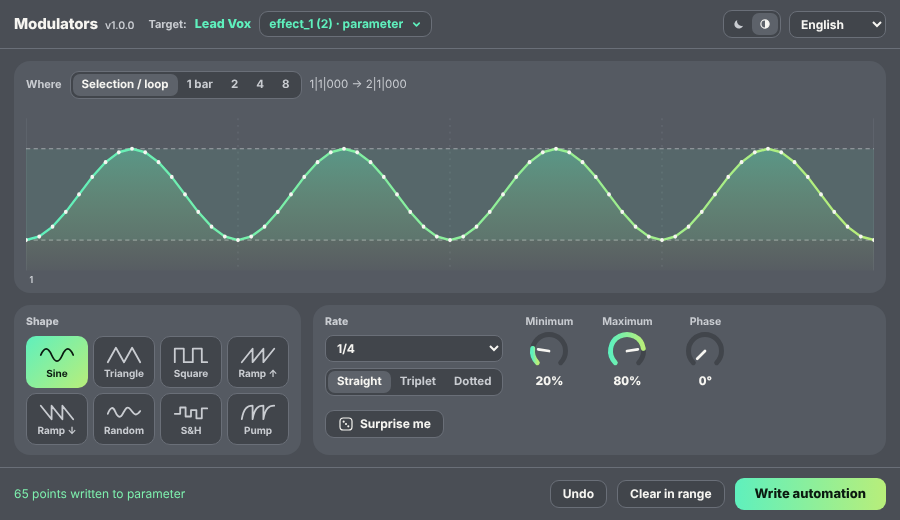 Modulators v1.0.0 Target: Lead Vox effect_1 (2) · parameter English
Where Selection / loop 1 bar 2 4 8 1|1|000 → 2|1|000
1
Shape
Sine Triangle Square Ramp ↑
Ramp ↓ Random S&H Pump
Rate Minimum Maximum Phase
1/4
Straight Triplet Dotted 20% 80% 0°
Surprise me
65 points written to parameter Undo Clear in range Write automation